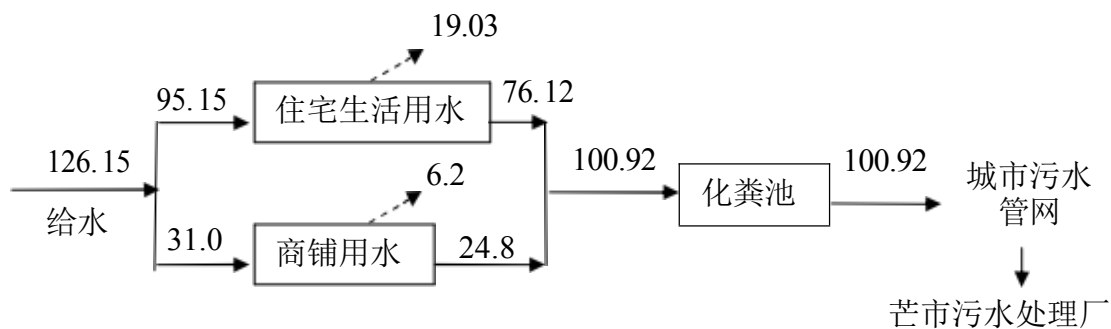 19.03
95.15
住宅生活用水
76.12
126.15
给水
6.2
100.92
化粪池
100.92
城市污水
管网
31.0
商铺用水
24.8
芒市污水处理厂